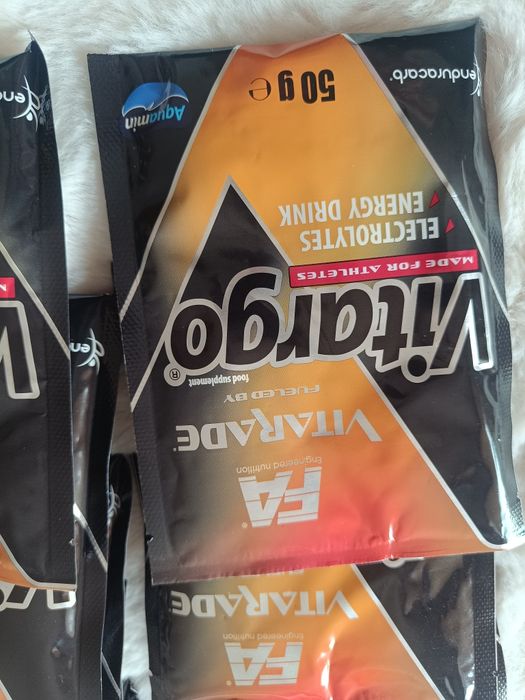 FA®
Engineered nutrition
VITARADE®
FUELED BY
food supplement
Vitargo®
MADE FOR ATHLETES
ELECTROLYTES
ENERGY DRINK
50 g e
Aquamin
enduracarb®
FA
Engineered nutrition
VITARADE